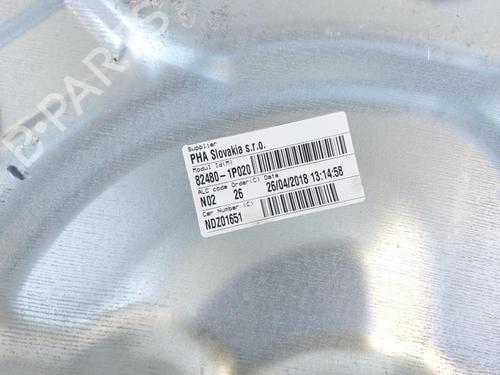 B-PARTS
Supplier
PHA Slovakia s.r.o.
Modul Id(M)
82480-1P020
ALC code Order(C) Date
N02 26 26/04/2018 13:14:58
Car Number (C)
NDZ01651